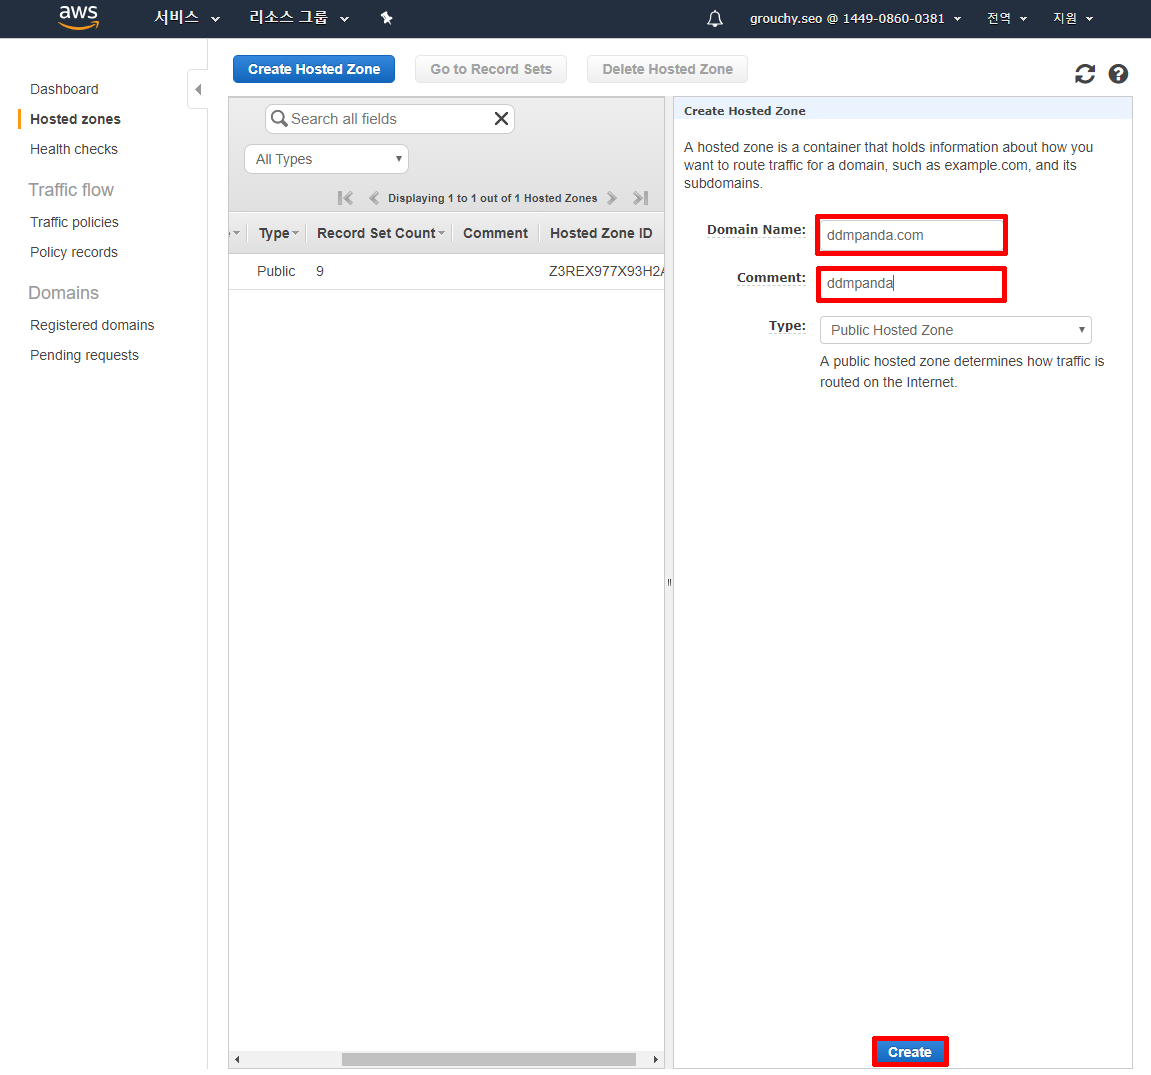 aws 서비스 리소스 그룹 grouchy.seo @ 1449-0860-0381 전역 지원
Dashboard
Hosted zones
Health checks
Traffic flow
Traffic policies
Policy records
Domains
Registered domains
Pending requests
Create Hosted Zone Go to Record Sets Delete Hosted Zone
Search all fields
All Types
Displaying 1 to 1 out of 1 Hosted Zones
Type Record Set Count Comment Hosted Zone ID
Public 9 Z3REX977X93H2A
Create Hosted Zone
A hosted zone is a container that holds information about how you
want to route traffic for a domain, such as example.com, and its
subdomains.
Domain Name: ddmpanda.com
Comment: ddmpanda
Type: Public Hosted Zone
A public hosted zone determines how traffic is
routed on the Internet.
Create